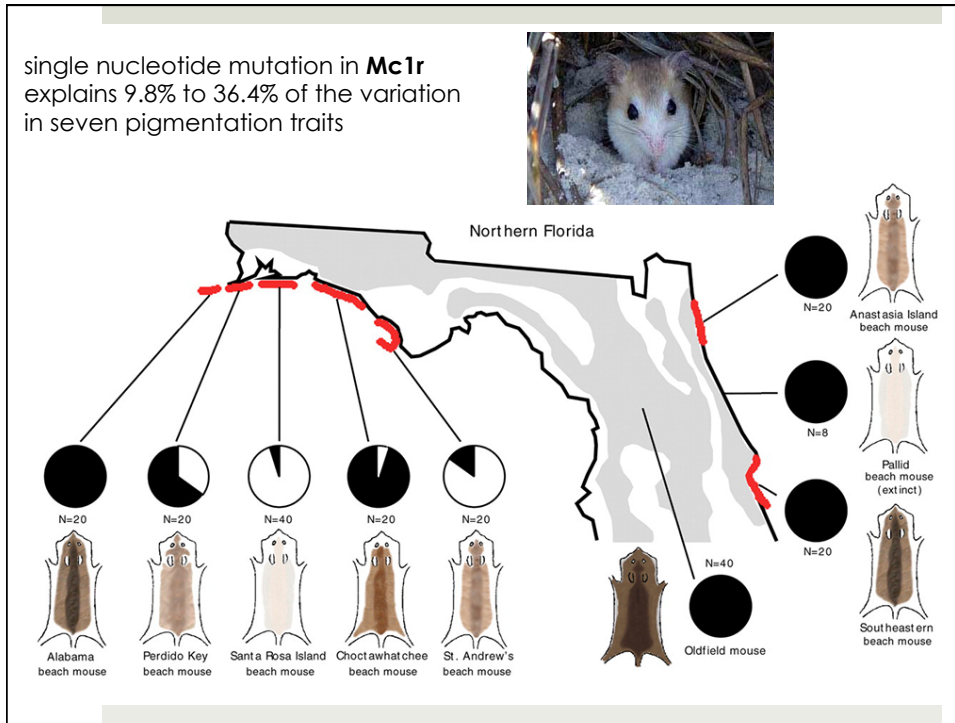 single nucleotide mutation in Mc1r
explains 9.8% to 36.4% of the variation
in seven pigmentation traits
Northern Florida
N=20
Anastasia Island
beach mouse
N=8
Pallid
beach mouse
(extinct)
N=20
Southeastern
beach mouse
N=20
N=20
N=40
N=20
N=20
Alabama
beach mouse
Perdido Key
beach mouse
Santa Rosa Island
beach mouse
Choctawhatchee
beach mouse
St. Andrew's
beach mouse
N=40
Oldfield mouse